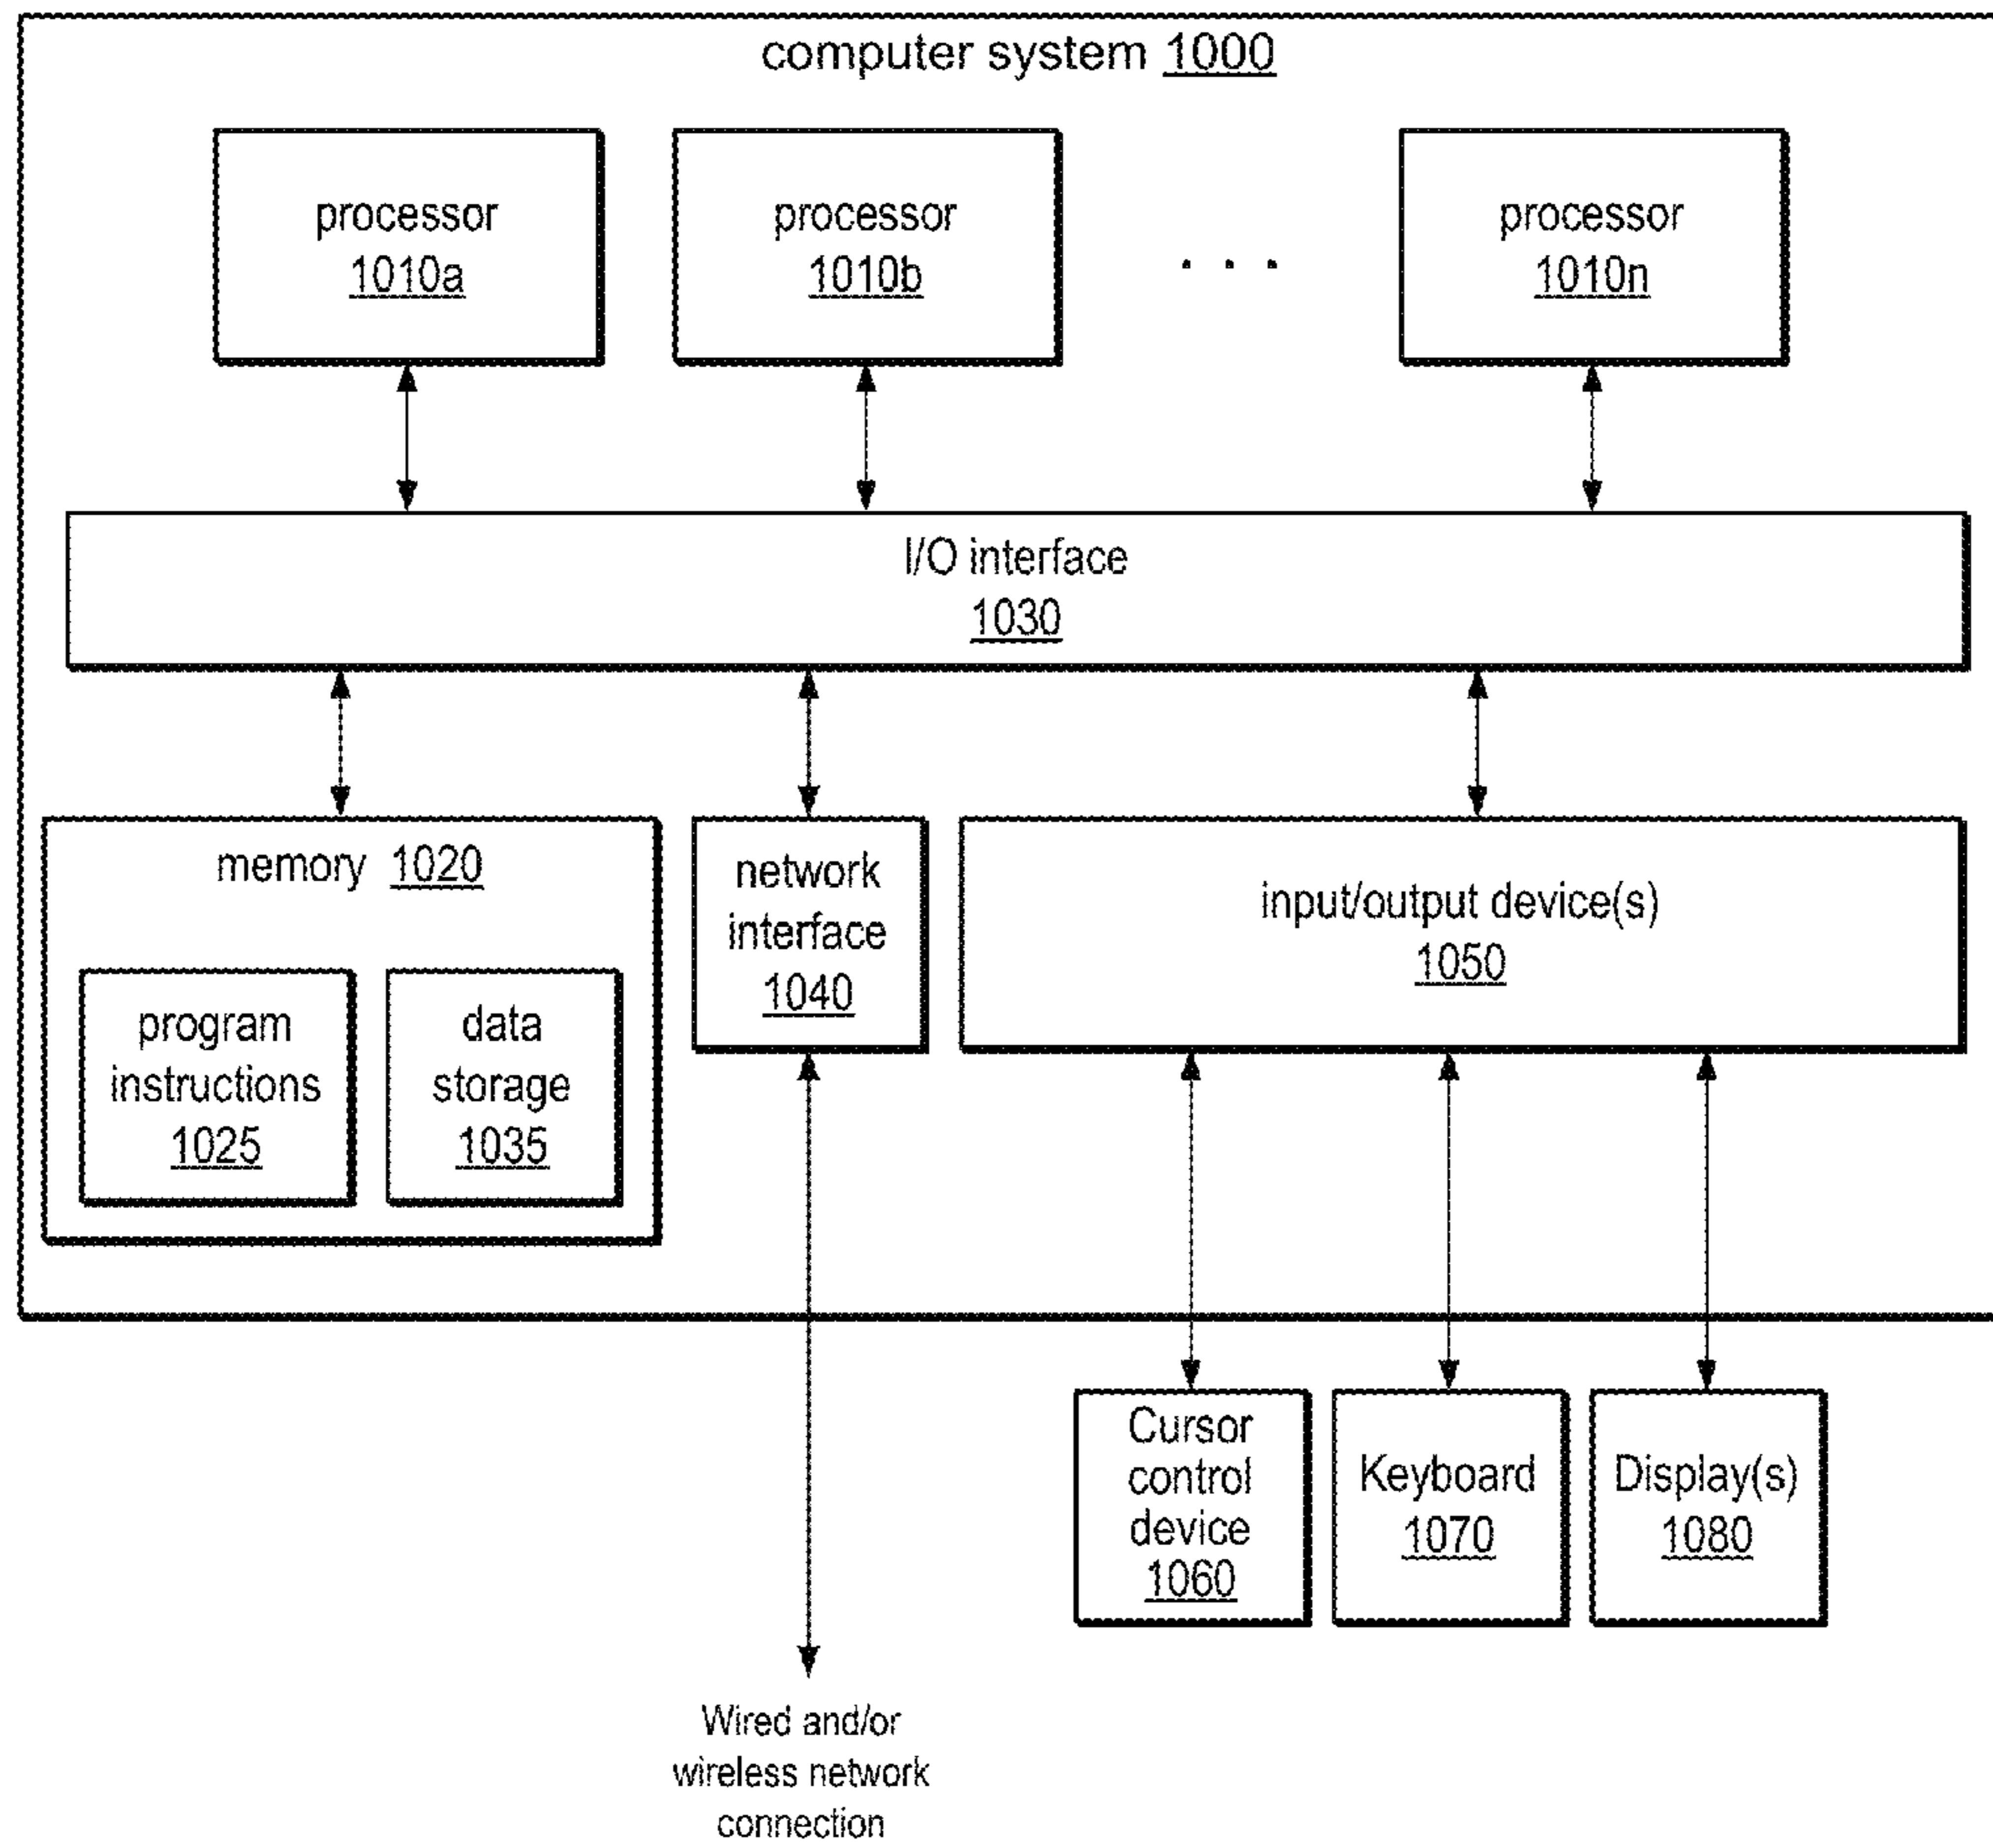 computer system 1000
processor
1010a
processor
1010b
. . .
processor
1010n
I/O interface
1030
memory 1020
program
instructions
1025
data
storage
1035
network
interface
1040
input/output device(s)
1050
Cursor
control
device
1060
Keyboard
1070
Display(s)
1080
Wired and/or
wireless network
connection